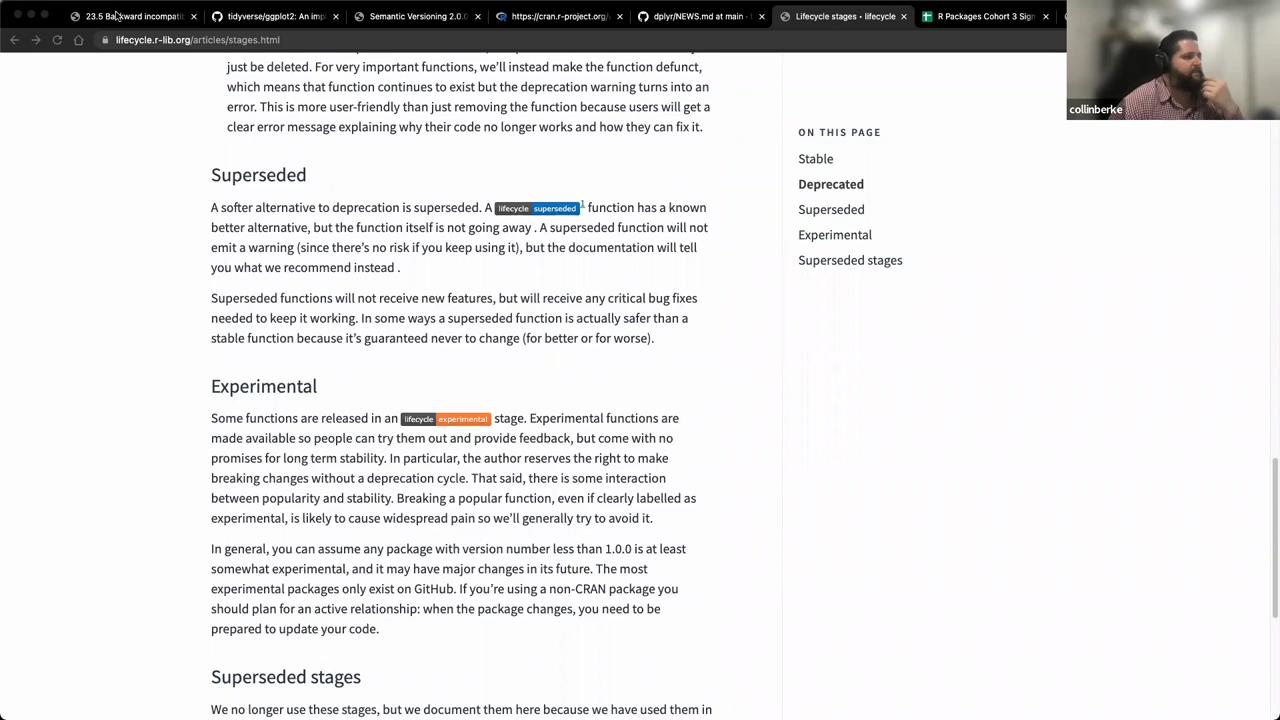 23.5 Backward incompatib
tidyverse/ggplot2: An imp
Semantic Versioning 2.0.0
https://cran.r-project.org/
dplyr/NEWS.md at main · t
Lifecycle stages • lifecycle
R Packages Cohort 3 Sign
lifecycle.r-lib.org/articles/stages.html
collinberke
just be deleted. For very important functions, we'll instead make the function defunct,
which means that function continues to exist but the deprecation warning turns into an
error. This is more user-friendly than just removing the function because users will get a
clear error message explaining why their code no longer works and how they can fix it.
Superseded
A softer alternative to deprecation is superseded. A lifecycle superseded 1 function has a known
better alternative, but the function itself is not going away . A superseded function will not
emit a warning (since there's no risk if you keep using it), but the documentation will tell
you what we recommend instead .
Superseded functions will not receive new features, but will receive any critical bug fixes
needed to keep it working. In some ways a superseded function is actually safer than a
stable function because it's guaranteed never to change (for better or for worse).
Experimental
Some functions are released in an lifecycle experimental stage. Experimental functions are
made available so people can try them out and provide feedback, but come with no
promises for long term stability. In particular, the author reserves the right to make
breaking changes without a deprecation cycle. That said, there is some interaction
between popularity and stability. Breaking a popular function, even if clearly labelled as
experimental, is likely to cause widespread pain so we'll generally try to avoid it.
In general, you can assume any package with version number less than 1.0.0 is at least
somewhat experimental, and it may have major changes in its future. The most
experimental packages only exist on GitHub. If you're using a non-CRAN package you
should plan for an active relationship: when the package changes, you need to be
prepared to update your code.
Superseded stages
We no longer use these stages, but we document them here because we have used them in
ON THIS PAGE
Stable
Deprecated
Superseded
Experimental
Superseded stages